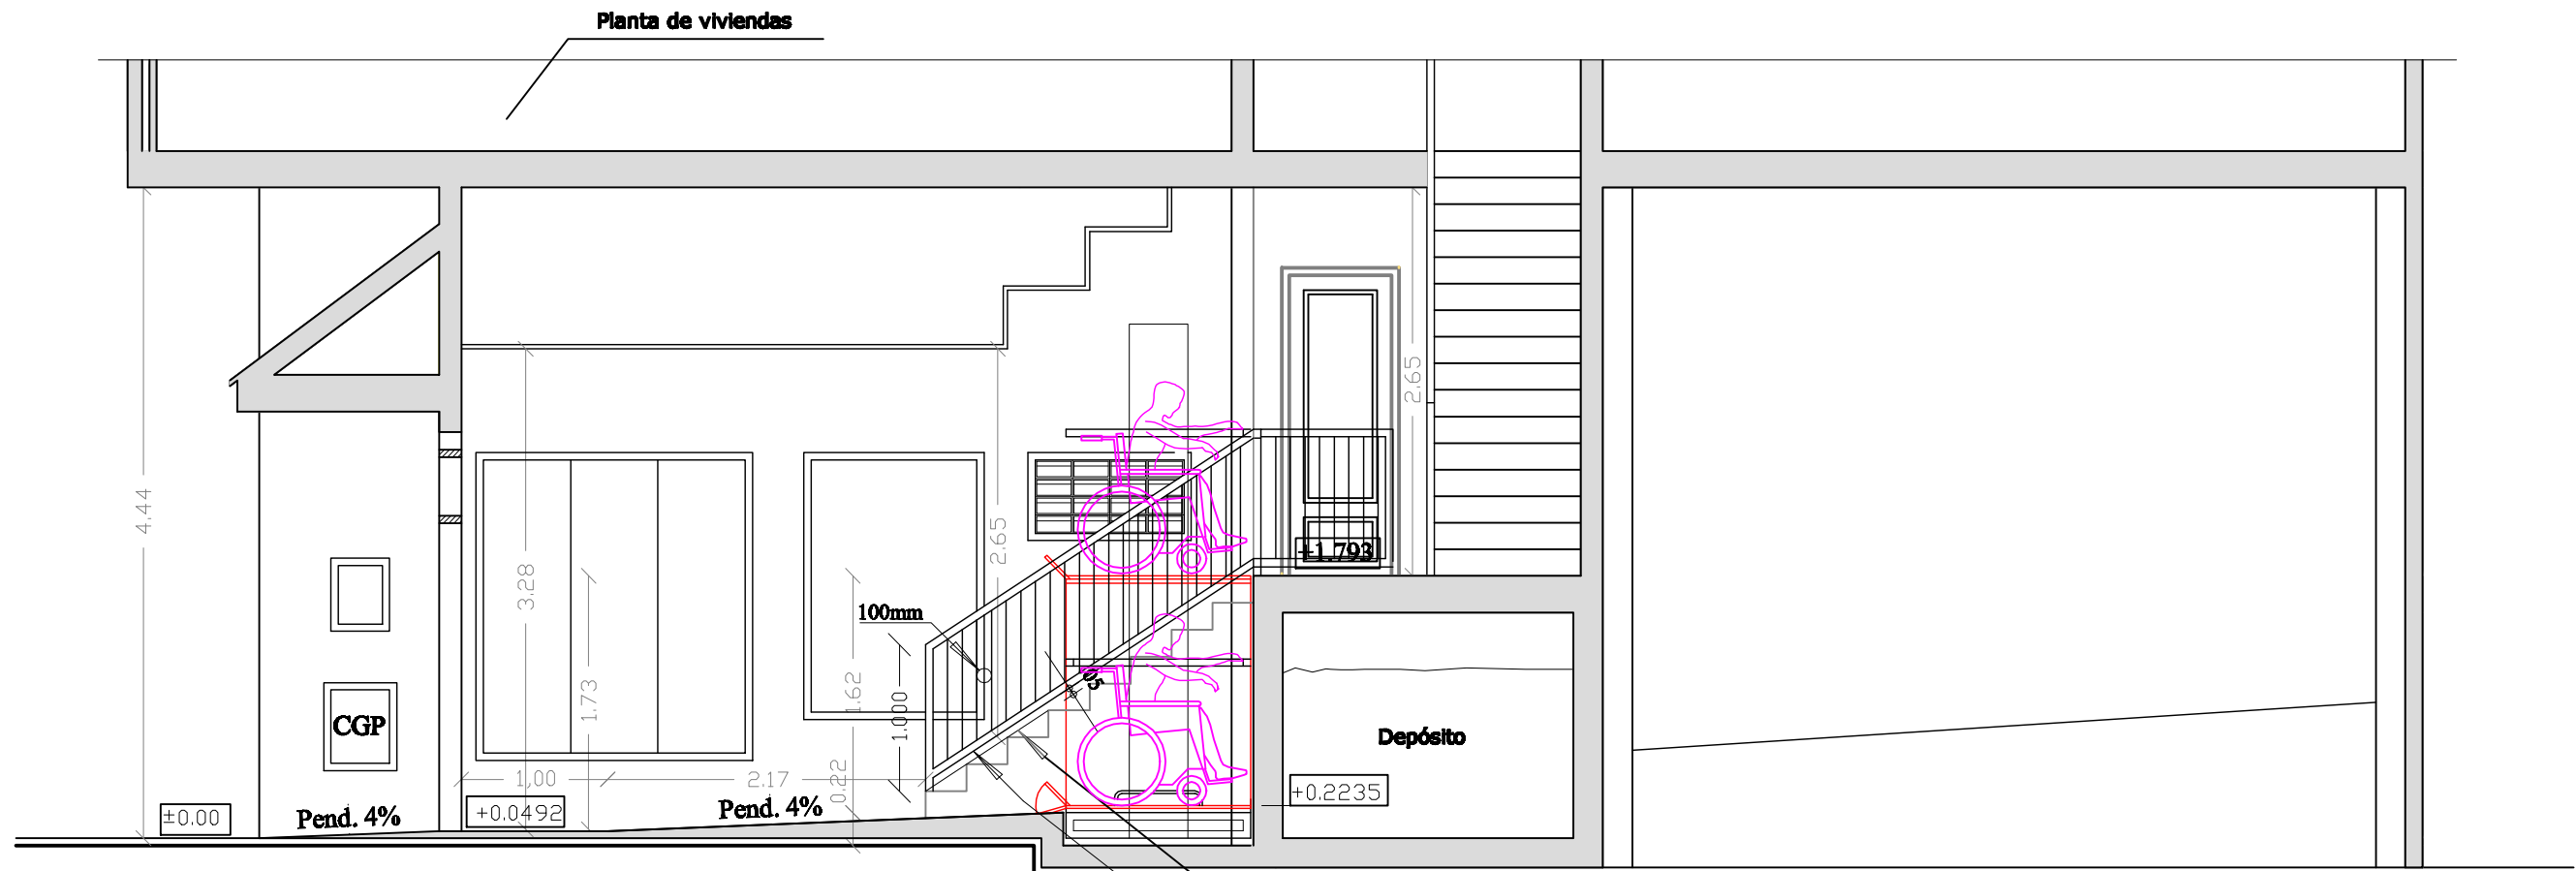 Planta de viviendas
4.44
3.28
1.73
2.65
2.65
+1.793
100mm
1.62
1.000
Ø5
CGP
Depósito
1,00
2.17
0.22
±0.00
Pend. 4%
+0.0492
Pend. 4%
+0.2235